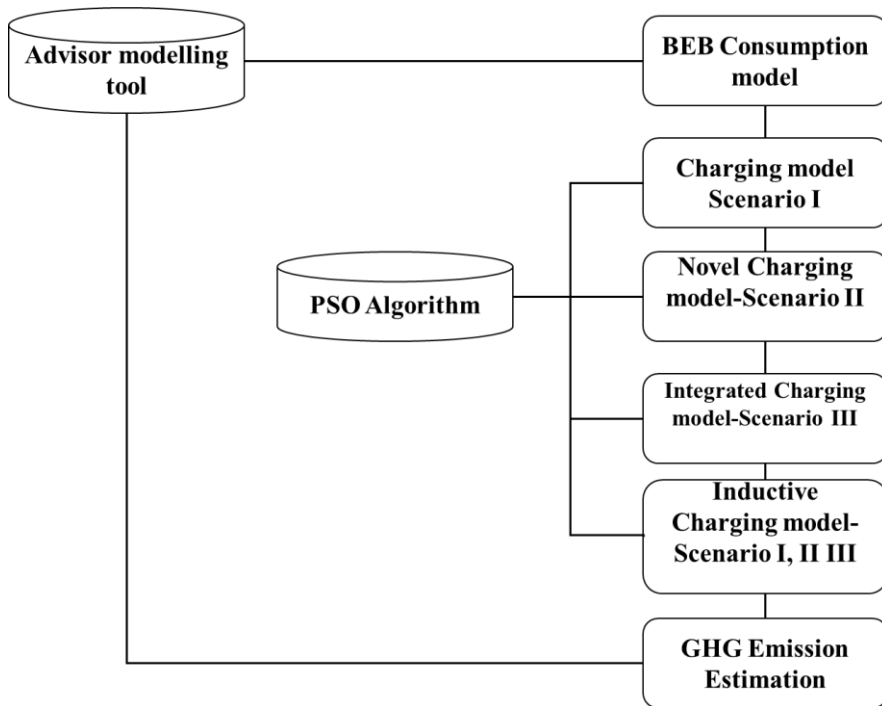 Advisor modelling
tool
BEB Consumption
model
Charging model
Scenario I
PSO Algorithm
Novel Charging
model-Scenario II
Integrated Charging
model-Scenario III
Inductive
Charging model-
Scenario I, II III
GHG Emission
Estimation